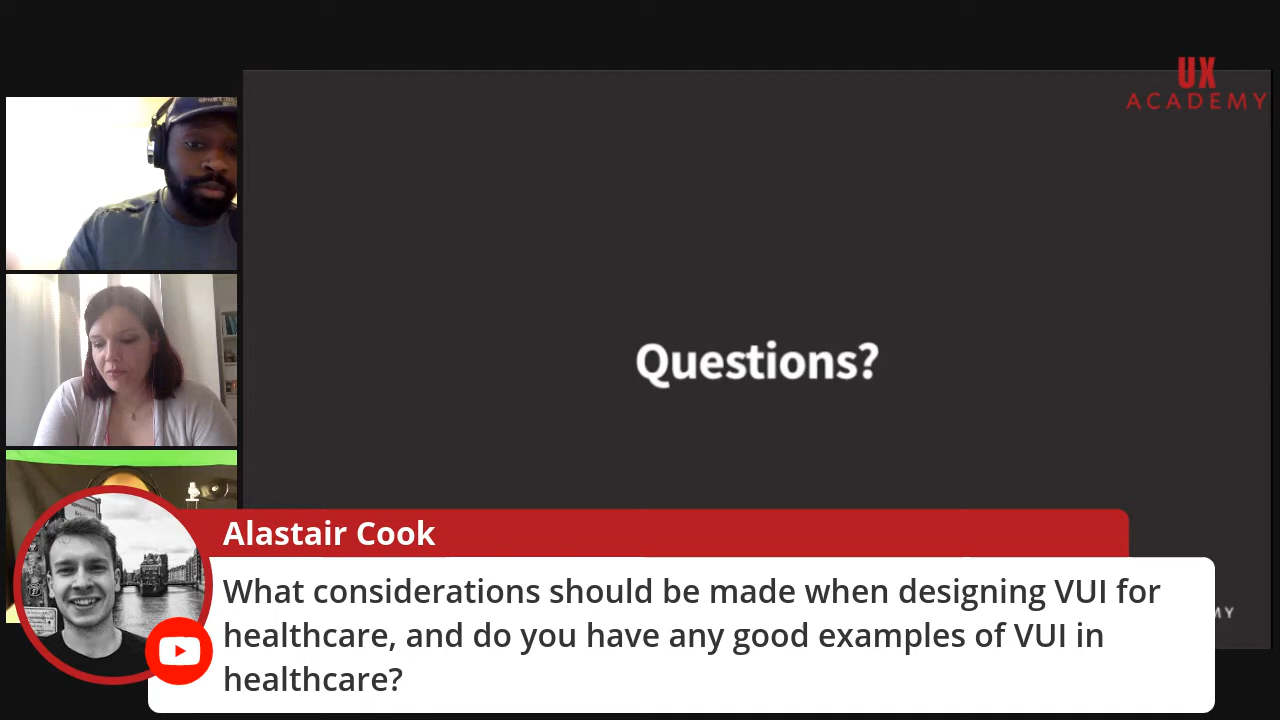 UX
ACADEMY
Questions?
Alastair Cook
What considerations should be made when designing VUI for
healthcare, and do you have any good examples of VUI in
healthcare?